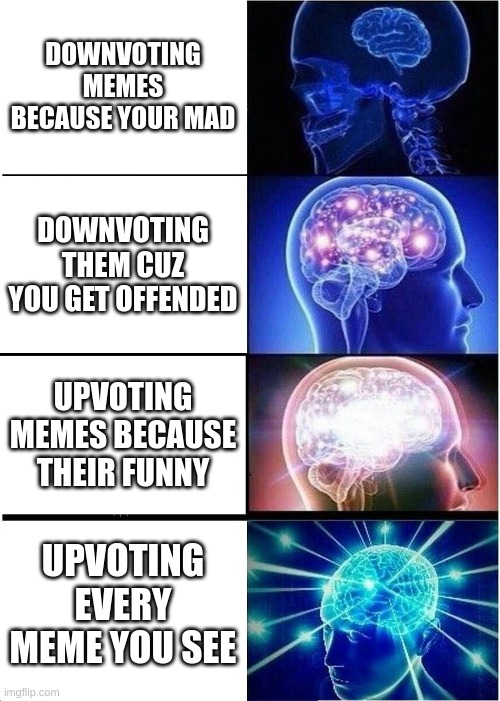 DOWNVOTING
MEMES
BECAUSE YOUR MAD
DOWNVOTING
THEM CUZ
YOU GET OFFENDED
UPVOTING
MEMES BECAUSE
THEIR FUNNY
UPVOTING
EVERY
MEME YOU SEE
imgflip.com